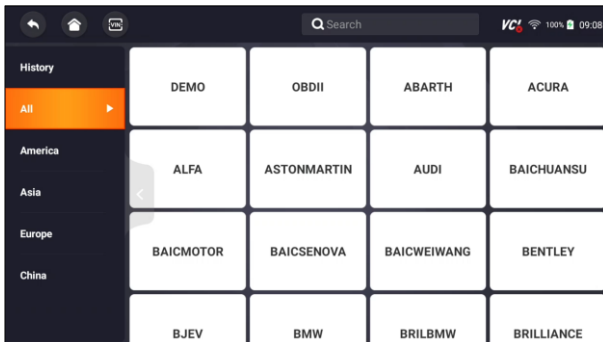 VIN
Search
VCI 100% 09:08
History
All
America
Asia
Europe
China
DEMO OBDII ABARTH ACURA
ALFA ASTONMARTIN AUDI BAICHUANSU
BAICMOTOR BAICSENOVA BAICWEIWANG BENTLEY
BJEV BMW BRILBMW BRILLIANCE